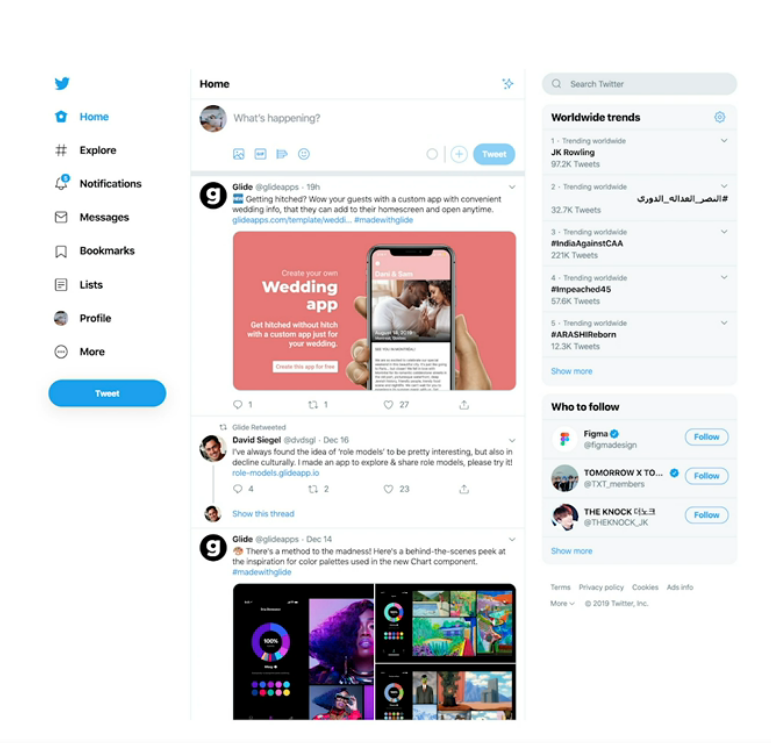 Home
Explore
Notifications
Messages
Bookmarks
Lists
Profile
More
Tweet
Home
What's happening?
GIF
Tweet
Glide @glideapps · 19h
Getting hitched? Wow your guests with a custom app with convenient
wedding info, that they can add to their homescreen and open anytime.
glideapps.com/template/weddi... #madewithglide
Create your own
Wedding
app
Get hitched without hitch
with a custom app just for
your wedding.
Create this app for free
Dani & Sam
August 18, 2019
1
1
27
Glide Retweeted
David Siegel @dvdsgl · Dec 16
I've always found the idea of 'role models' to be pretty interesting, but also in
decline culturally. I made an app to explore & share role models, please try it!
role-models.glideapp.io
4
2
23
Show this thread
Glide @glideapps · Dec 14
There's a method to the madness! Here's a behind-the-scenes peek at
the inspiration for color palettes used in the new Chart component.
#madewithglide
100%
Search Twitter
Worldwide trends
1 · Trending worldwide
JK Rowling
97.2K Tweets
2 · Trending worldwide
#النصر_العداله_الدوري
32.7K Tweets
3 · Trending worldwide
#IndiaAgainstCAA
221K Tweets
4 · Trending worldwide
#Impeached45
57.6K Tweets
5 · Trending worldwide
#ARASHIReborn
12.3K Tweets
Show more
Who to follow
Figma
@figmadesign
Follow
TOMORROW X TO...
@TXT_members
Follow
THE KNOCK 더노크
@THEKNOCK_JK
Follow
Show more
Terms Privacy policy Cookies Ads info
More © 2019 Twitter, Inc.